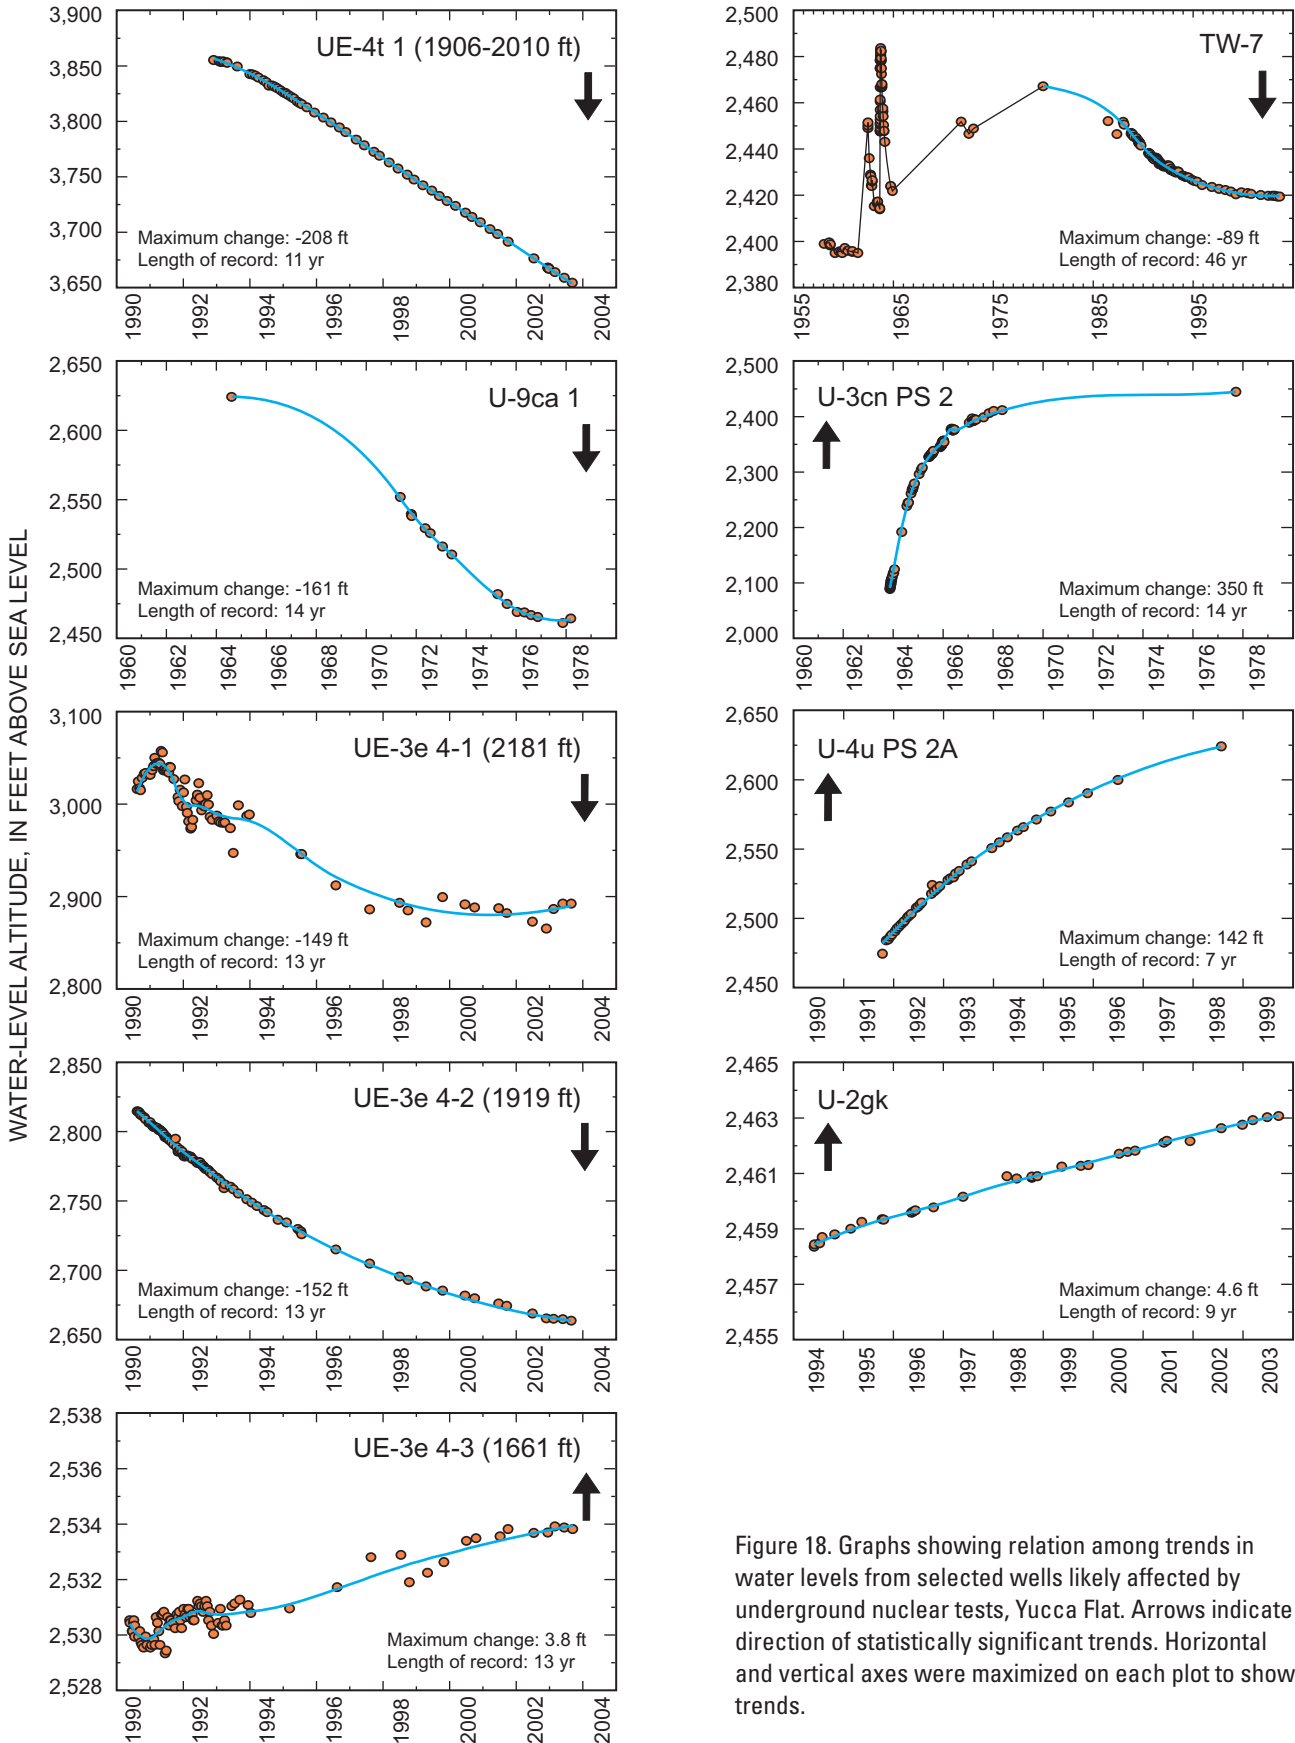 WATER-LEVEL ALTITUDE, IN FEET ABOVE SEA LEVEL
3,900
3,850
3,800
3,750
3,700
3,650
UE-4t 1 (1906-2010 ft)
Maximum change: -208 ft
Length of record: 11 yr
1990 1992 1994 1996 1998 2000 2002 2004
2,650
2,600
2,550
2,500
2,450
U-9ca 1
Maximum change: -161 ft
Length of record: 14 yr
1960 1962 1964 1966 1968 1970 1972 1974 1976 1978
3,100
3,000
2,900
2,800
UE-3e 4-1 (2181 ft)
Maximum change: -149 ft
Length of record: 13 yr
1990 1992 1994 1996 1998 2000 2002 2004
2,850
2,800
2,750
2,700
2,650
UE-3e 4-2 (1919 ft)
Maximum change: -152 ft
Length of record: 13 yr
1990 1992 1994 1996 1998 2000 2002 2004
2,538
2,536
2,534
2,532
2,530
2,528
UE-3e 4-3 (1661 ft)
Maximum change: 3.8 ft
Length of record: 13 yr
1990 1992 1994 1996 1998 2000 2002 2004
2,500
2,480
2,460
2,440
2,420
2,400
2,380
TW-7
Maximum change: -89 ft
Length of record: 46 yr
1955 1965 1975 1985 1995
2,500
2,400
2,300
2,200
2,100
2,000
U-3cn PS 2
Maximum change: 350 ft
Length of record: 14 yr
1960 1962 1964 1966 1968 1970 1972 1974 1976 1978
2,650
2,600
2,550
2,500
2,450
U-4u PS 2A
Maximum change: 142 ft
Length of record: 7 yr
1990 1991 1992 1993 1994 1995 1996 1997 1998 1999
2,465
2,463
2,461
2,459
2,457
2,455
U-2gk
Maximum change: 4.6 ft
Length of record: 9 yr
1994 1995 1996 1997 1998 1999 2000 2001 2002 2003
Figure 18. Graphs showing relation among trends in
water levels from selected wells likely affected by
underground nuclear tests, Yucca Flat. Arrows indicate
direction of statistically significant trends. Horizontal
and vertical axes were maximized on each plot to show
trends.